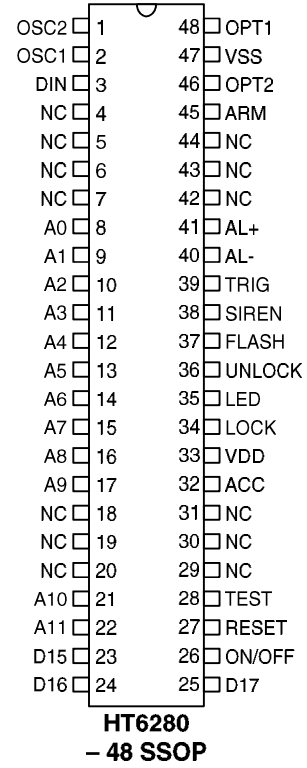 OSC2 1 48 OPT1
OSC1 2 47 VSS
DIN 3 46 OPT2
NC 4 45 ARM
NC 5 44 NC
NC 6 43 NC
NC 7 42 NC
A0 8 41 AL+
A1 9 40 AL-
A2 10 39 TRIG
A3 11 38 SIREN
A4 12 37 FLASH
A5 13 36 UNLOCK
A6 14 35 LED
A7 15 34 LOCK
A8 16 33 VDD
A9 17 32 ACC
NC 18 31 NC
NC 19 30 NC
NC 20 29 NC
A10 21 28 TEST
A11 22 27 RESET
D15 23 26 ON/OFF
D16 24 25 D17
HT6280
– 48 SSOP